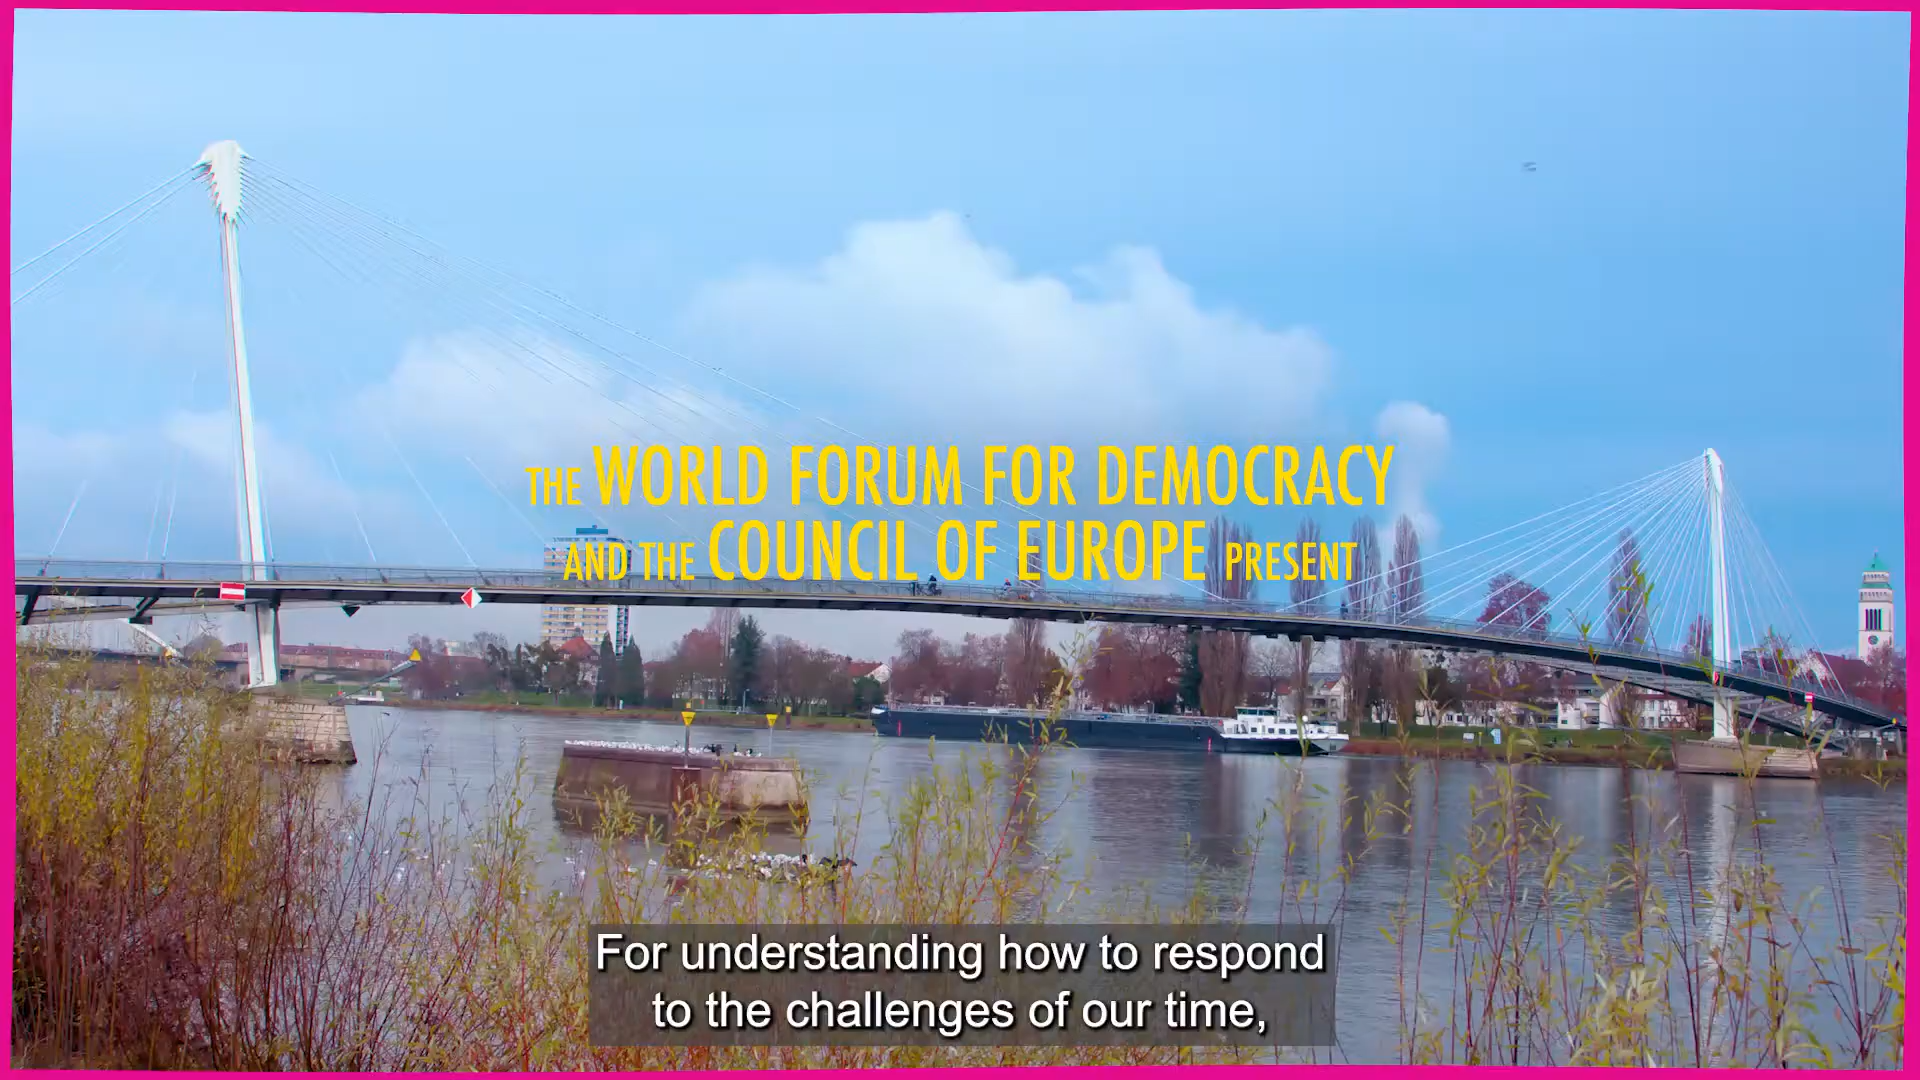 THE WORLD FORUM FOR DEMOCRACY
AND THE COUNCIL OF EUROPE PRESENT
For understanding how to respond
to the challenges of our time,